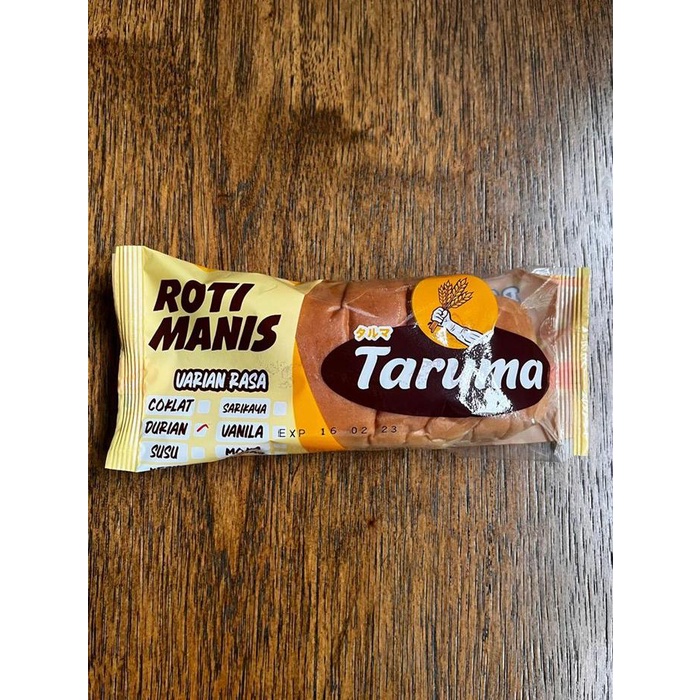 ROTI
MANIS
VARIAN RASA
COKLAT
SARIKAYA
DURIAN
VANILA
SUSU
タルマ
Taruma
EXP 16 02 23